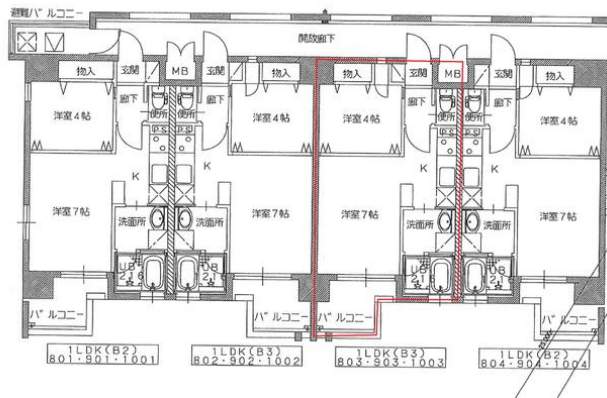 避難バルコニー
開放廊下
物入 玄関 MB 玄関 物入 物入 玄関 MB 玄関 物入
洋室4帖 廊下 便所 便所 廊下 洋室4帖 洋室4帖 廊下 便所 便所 廊下 洋室4帖
PS PS
K K K K
洋室7帖 洗面所 洗面所 洋室7帖 洋室7帖 洗面所 洗面所 洋室7帖
UB UB UB UB
バルコニー バルコニー バルコニー バルコニー
1LDK(B2) 1LDK(B3) 1LDK(B3) 1LDK(B2)
801・901・1001 802・902・1002 803・903・1003 804・904・1004